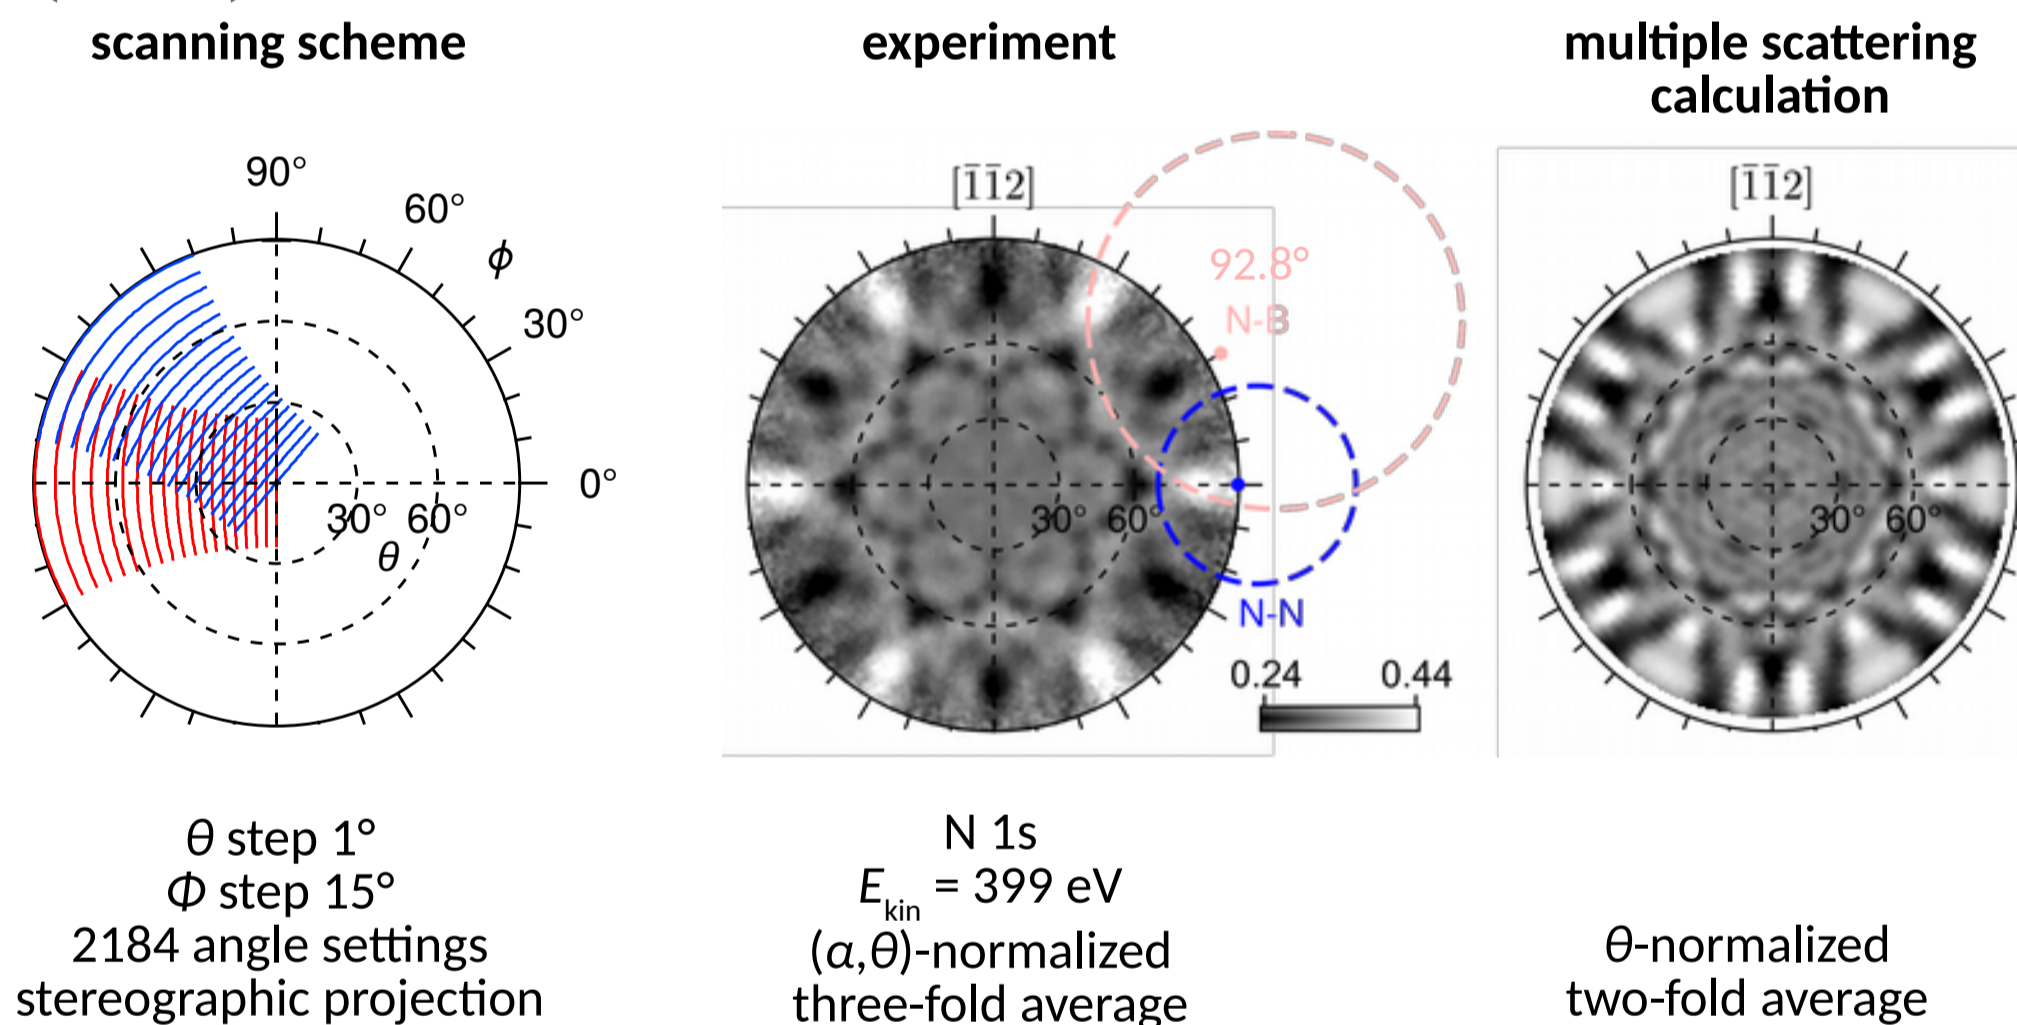 scanning scheme
90°
60°
ϕ
30°
0°
30° 60°
θ
θ step 1°
Φ step 15°
2184 angle settings
stereographic projection
experiment
[1̄1̄2]
92.8°
N-B
30° 60°
N-N
0.24 0.44
N 1s
Ekin = 399 eV
(α,θ)-normalized
three-fold average
multiple scattering
calculation
[1̄1̄2]
30° 60°
θ-normalized
two-fold average